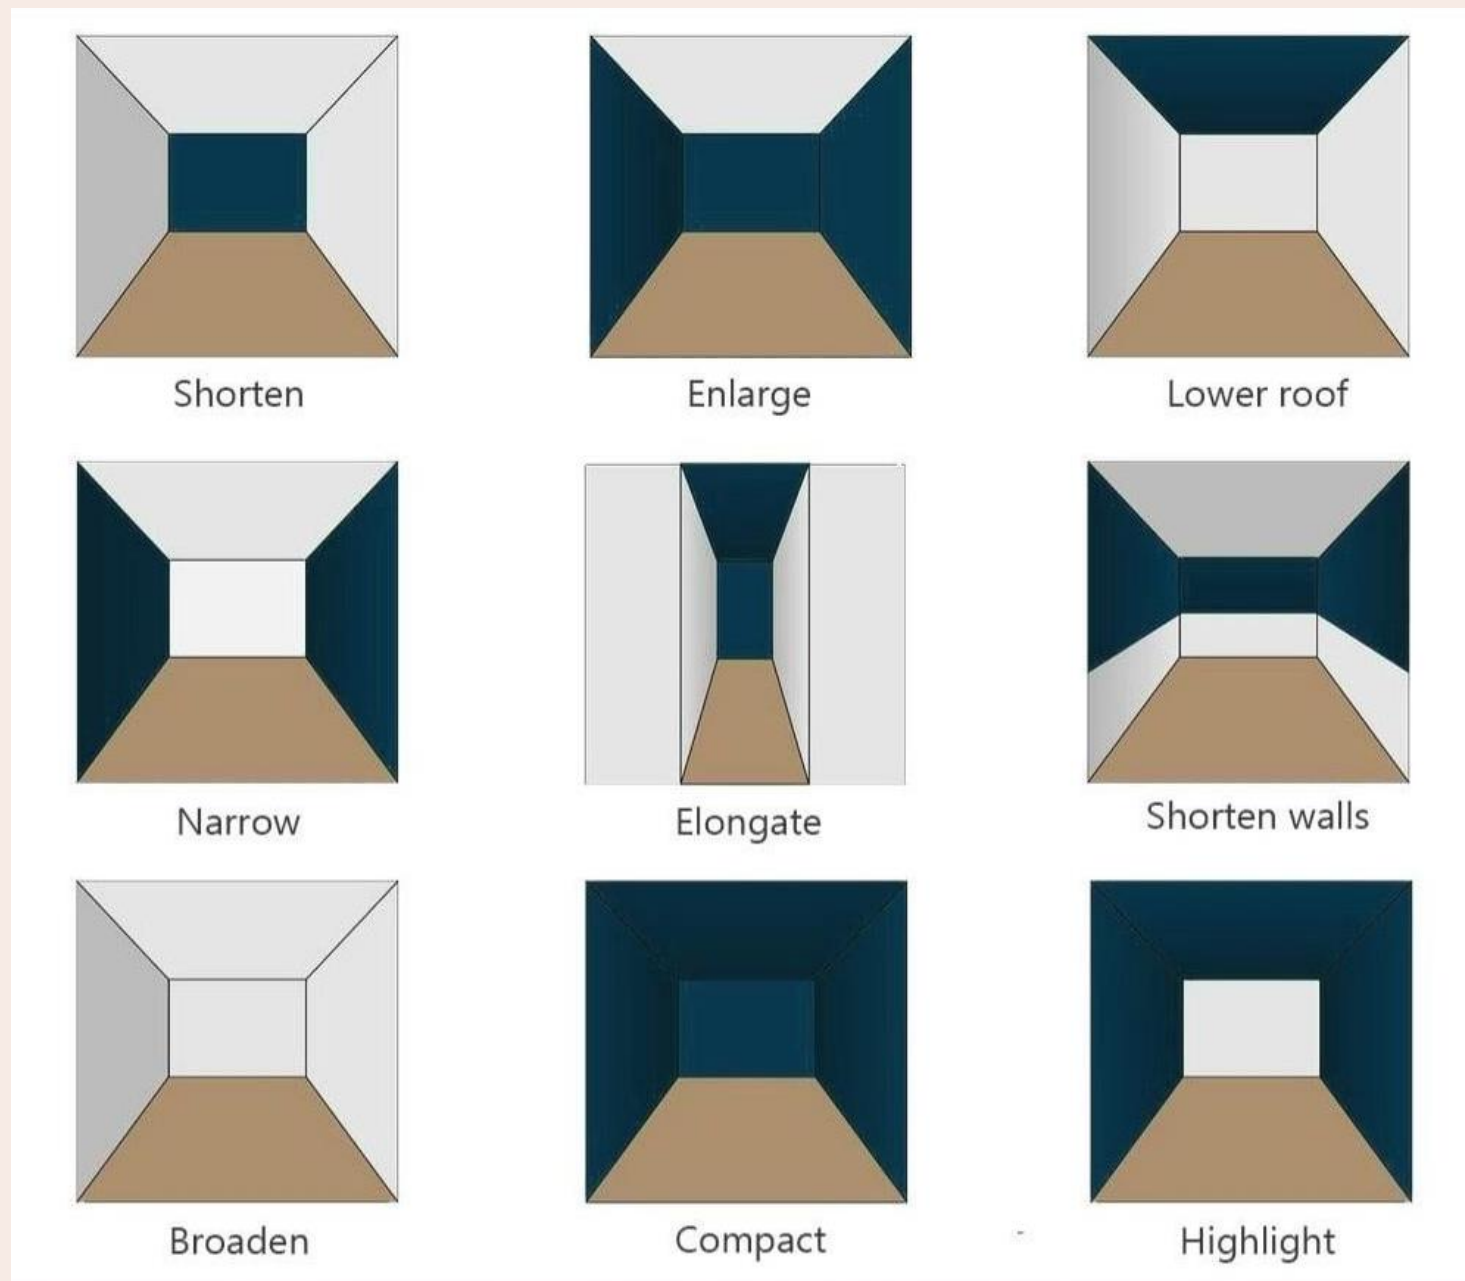 Shorten
Enlarge
Lower roof
Narrow
Elongate
Shorten walls
Broaden
Compact
Highlight